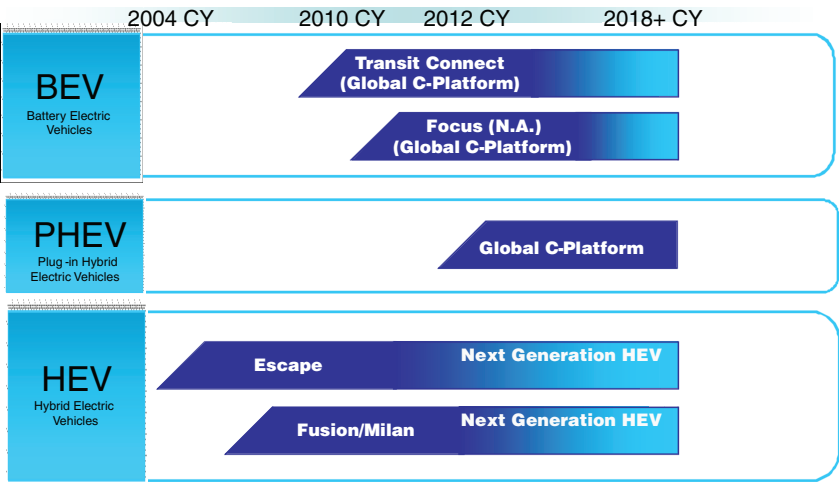 2004 CY 2010 CY 2012 CY 2018+ CY
BEV
Battery Electric
Vehicles
Transit Connect
(Global C-Platform)
Focus (N.A.)
(Global C-Platform)
PHEV
Plug -in Hybrid
Electric Vehicles
Global C-Platform
HEV
Hybrid Electric
Vehicles
Escape
Next Generation HEV
Fusion/Milan
Next Generation HEV